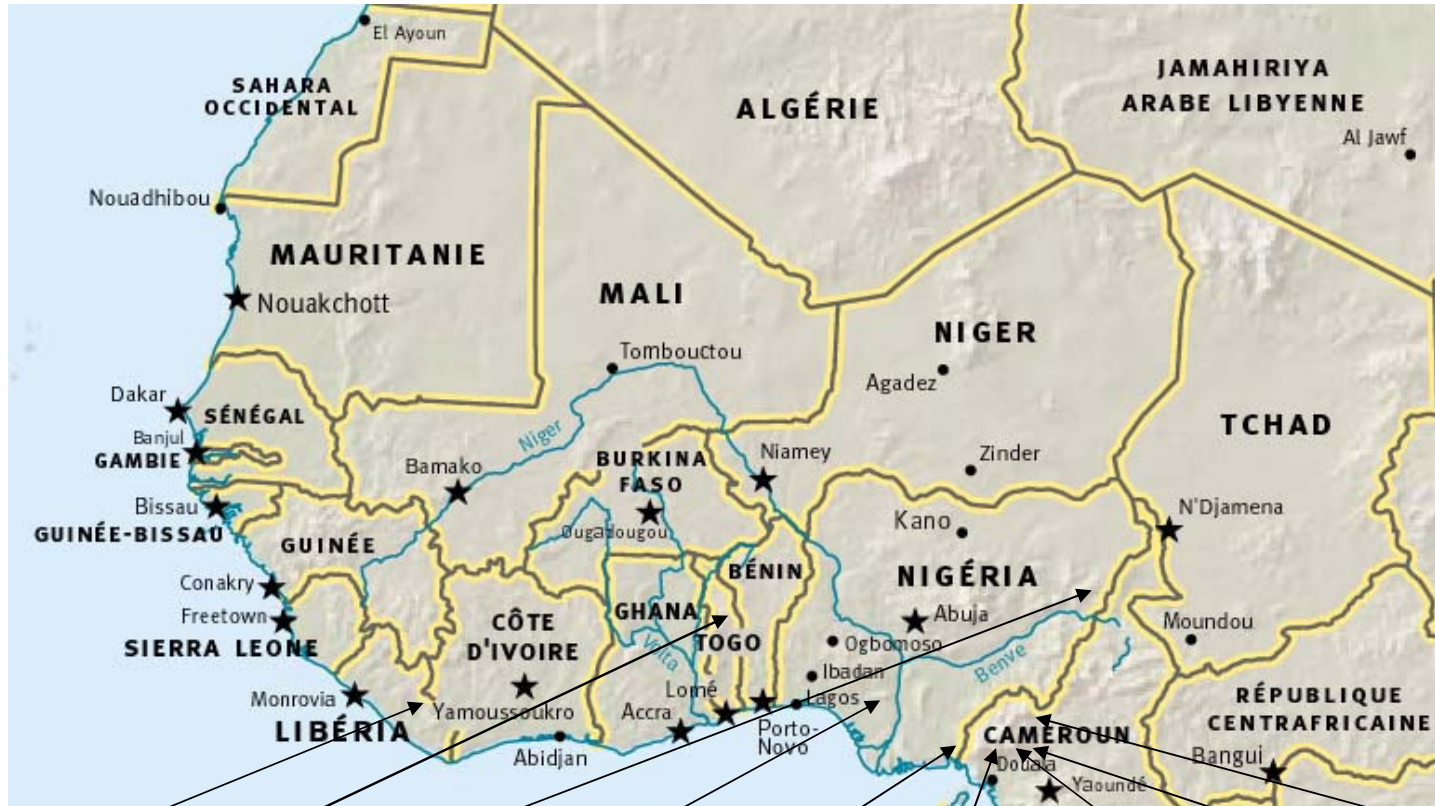 El Ayoun
SAHARA
OCCIDENTAL
ALGÉRIE
JAMAHIRIYA
ARABE LIBYENNE
Al Jawf
Nouadhibou
MAURITANIE
Nouakchott
MALI
NIGER
Tombouctou
Agadez
Dakar
SÉNÉGAL
TCHAD
Banjul
GAMBIE
Niger
Bamako
BURKINA
FASO
Niamey
Zinder
Bissau
GUINÉE-BISSAU
Ougadougou
Kano
N'Djamena
GUINÉE
BÉNIN
NIGÉRIA
Conakry
Freetown
SIERRA LEONE
CÔTE
D'IVOIRE
GHANA
TOGO
Volta
Abuja
Ogbomoso
Benve
Moundou
Ibadan
Monrovia
LIBÉRIA
Yamoussoukro
Accra
Lomé
Lagos
Porto-
Novo
Abidjan
CAMEROUN
Douala
Yaoundé
RÉPUBLIQUE
CENTRAFRICAINE
Bangui